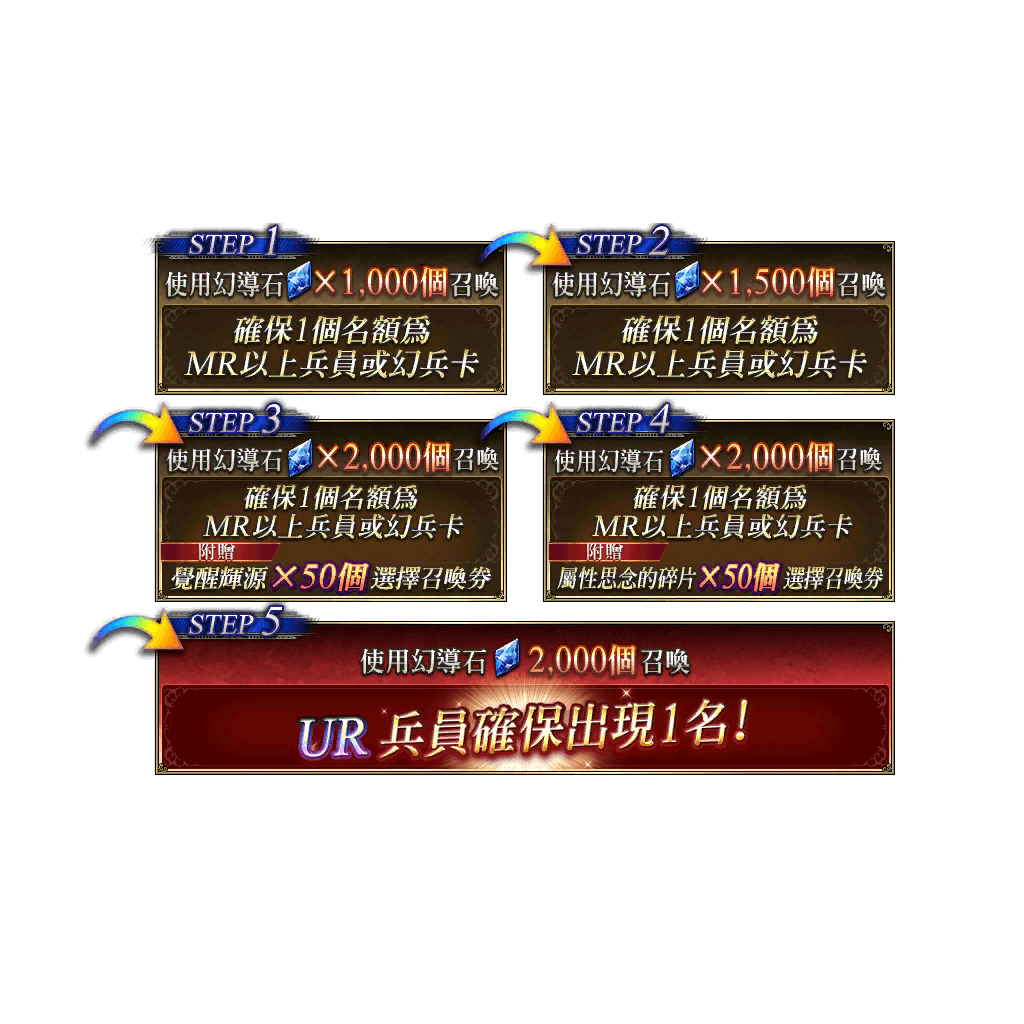 STEP 1
使用幻導石×1,000個召喚
確保1個名額爲
MR以上兵員或幻兵卡
STEP 2
使用幻導石×1,500個召喚
確保1個名額爲
MR以上兵員或幻兵卡
STEP 3
使用幻導石×2,000個召喚
確保1個名額爲
MR以上兵員或幻兵卡
附贈
覺醒輝源×50個選擇召喚券
STEP 4
使用幻導石×2,000個召喚
確保1個名額爲
MR以上兵員或幻兵卡
附贈
屬性思念的碎片×50個 選擇召喚券
STEP 5
使用幻導石 2,000個召喚
UR 兵員確保出現1名!